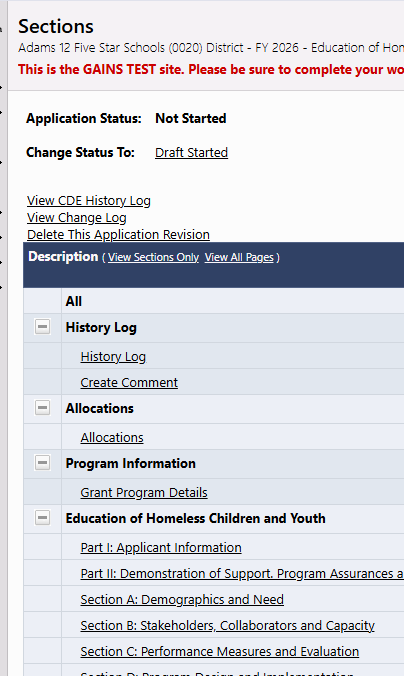 Sections
Adams 12 Five Star Schools (0020) District - FY 2026 - Education of Hom
This is the GAINS TEST site. Please be sure to complete your wo
Application Status: Not Started
Change Status To: Draft Started
View CDE History Log
View Change Log
Delete This Application Revision
Description ( View Sections Only View All Pages )
All
History Log
History Log
Create Comment
Allocations
Allocations
Program Information
Grant Program Details
Education of Homeless Children and Youth
Part I: Applicant Information
Part II: Demonstration of Support. Program Assurances a
Section A: Demographics and Need
Section B: Stakeholders, Collaborators and Capacity
Section C: Performance Measures and Evaluation
Section D: Program Design and Implementation